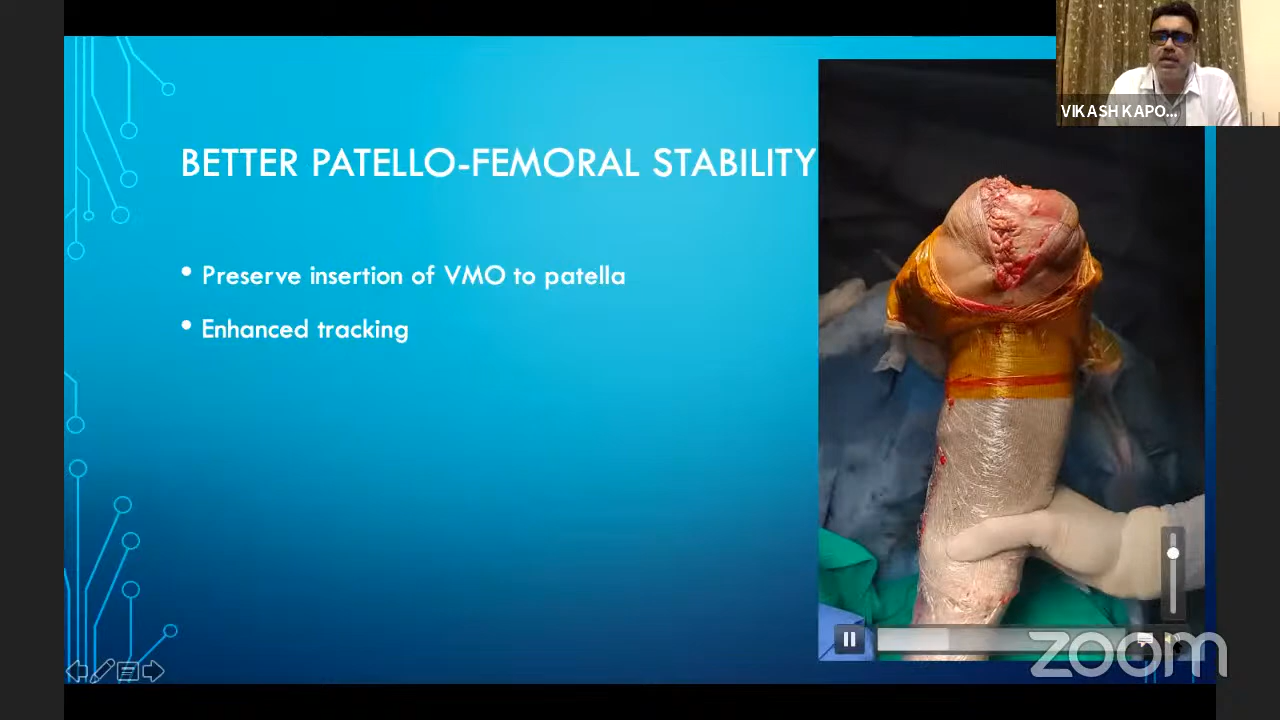 VIKASH KAPO...
BETTER PATELLO-FEMORAL STABILITY
• Preserve insertion of VMO to patella
• Enhanced tracking
zoom